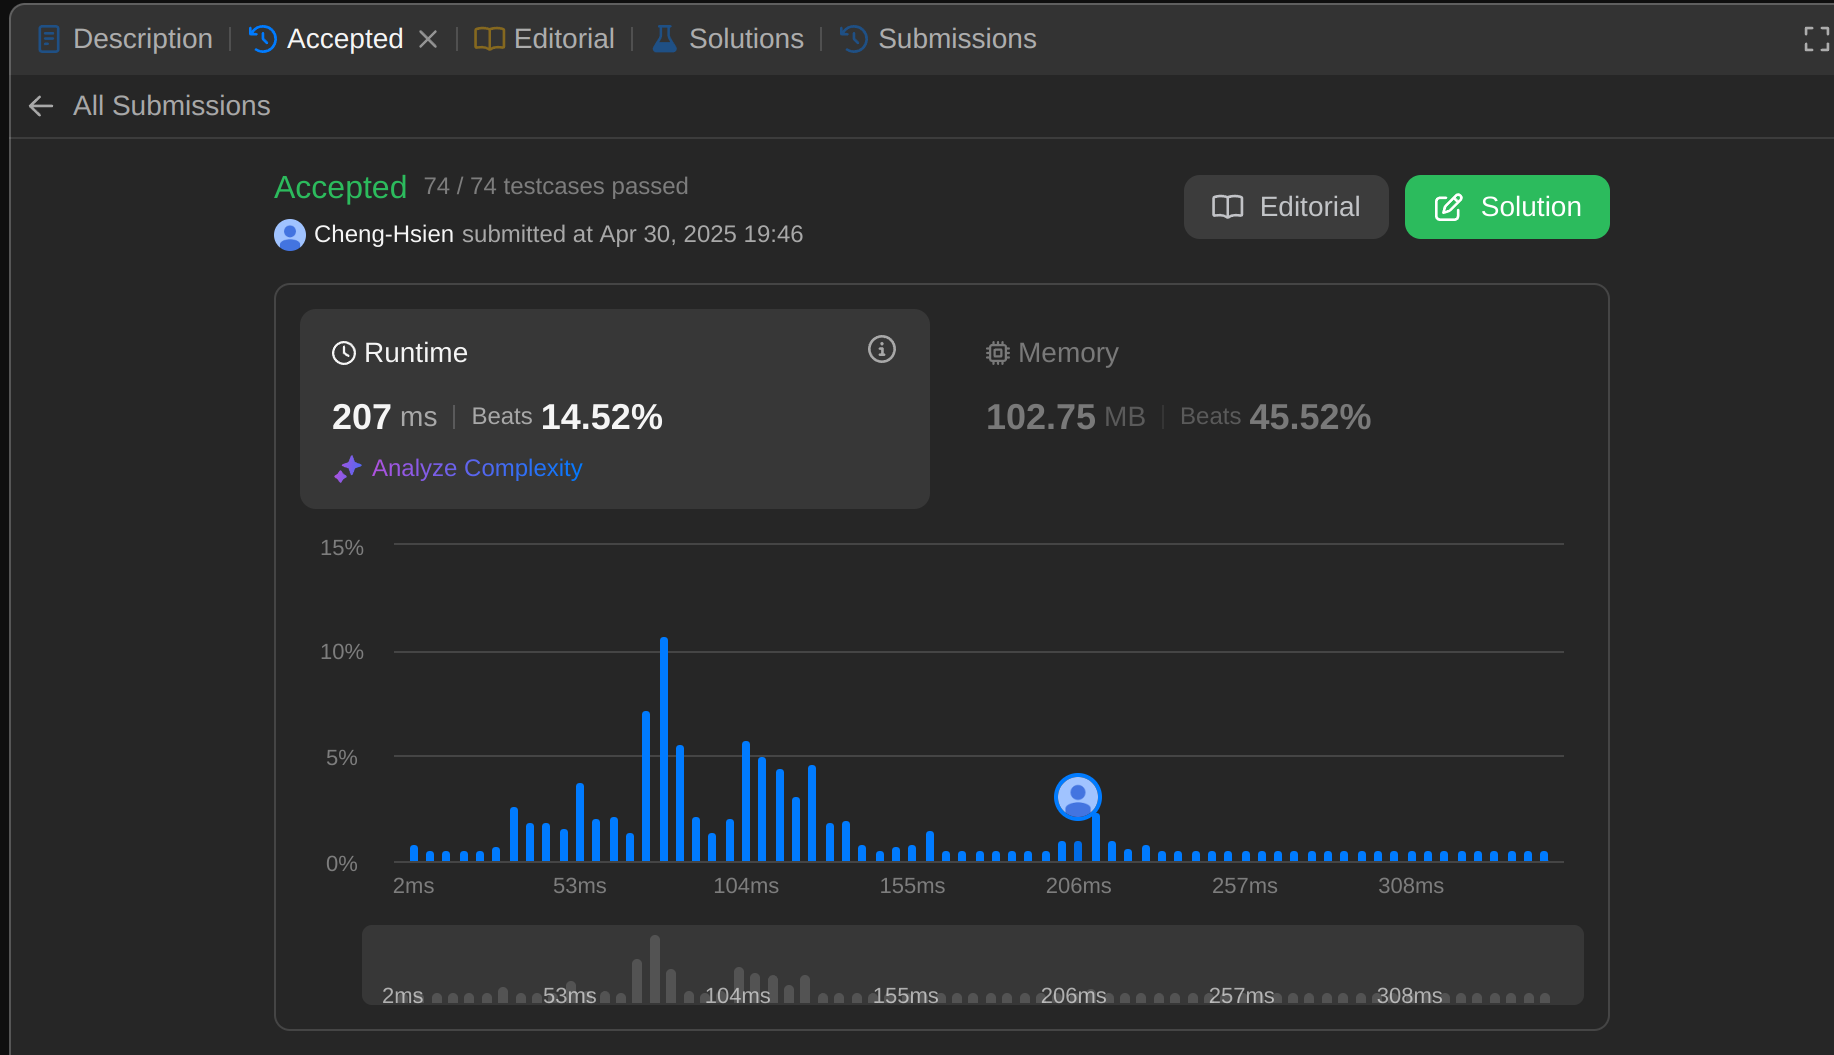 Description Accepted Editorial Solutions Submissions
All Submissions
Accepted 74 / 74 testcases passed
Cheng-Hsien submitted at Apr 30, 2025 19:46
Editorial
Solution
Runtime
207 ms Beats 14.52%
Analyze Complexity
Memory
102.75 MB Beats 45.52%
15%
10%
5%
0%
2ms 53ms 104ms 155ms 206ms 257ms 308ms
2ms 53ms 104ms 155ms 206ms 257ms 308ms